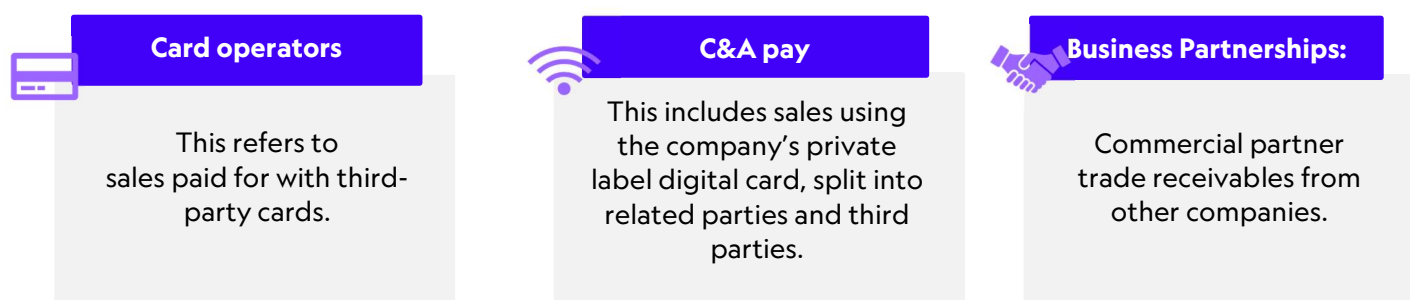 Card operators
This refers to
sales paid for with third-
party cards.
C&A pay
This includes sales using
the company’s private
label digital card, split into
related parties and third
parties.
Business Partnerships:
Commercial partner
trade receivables from
other companies.